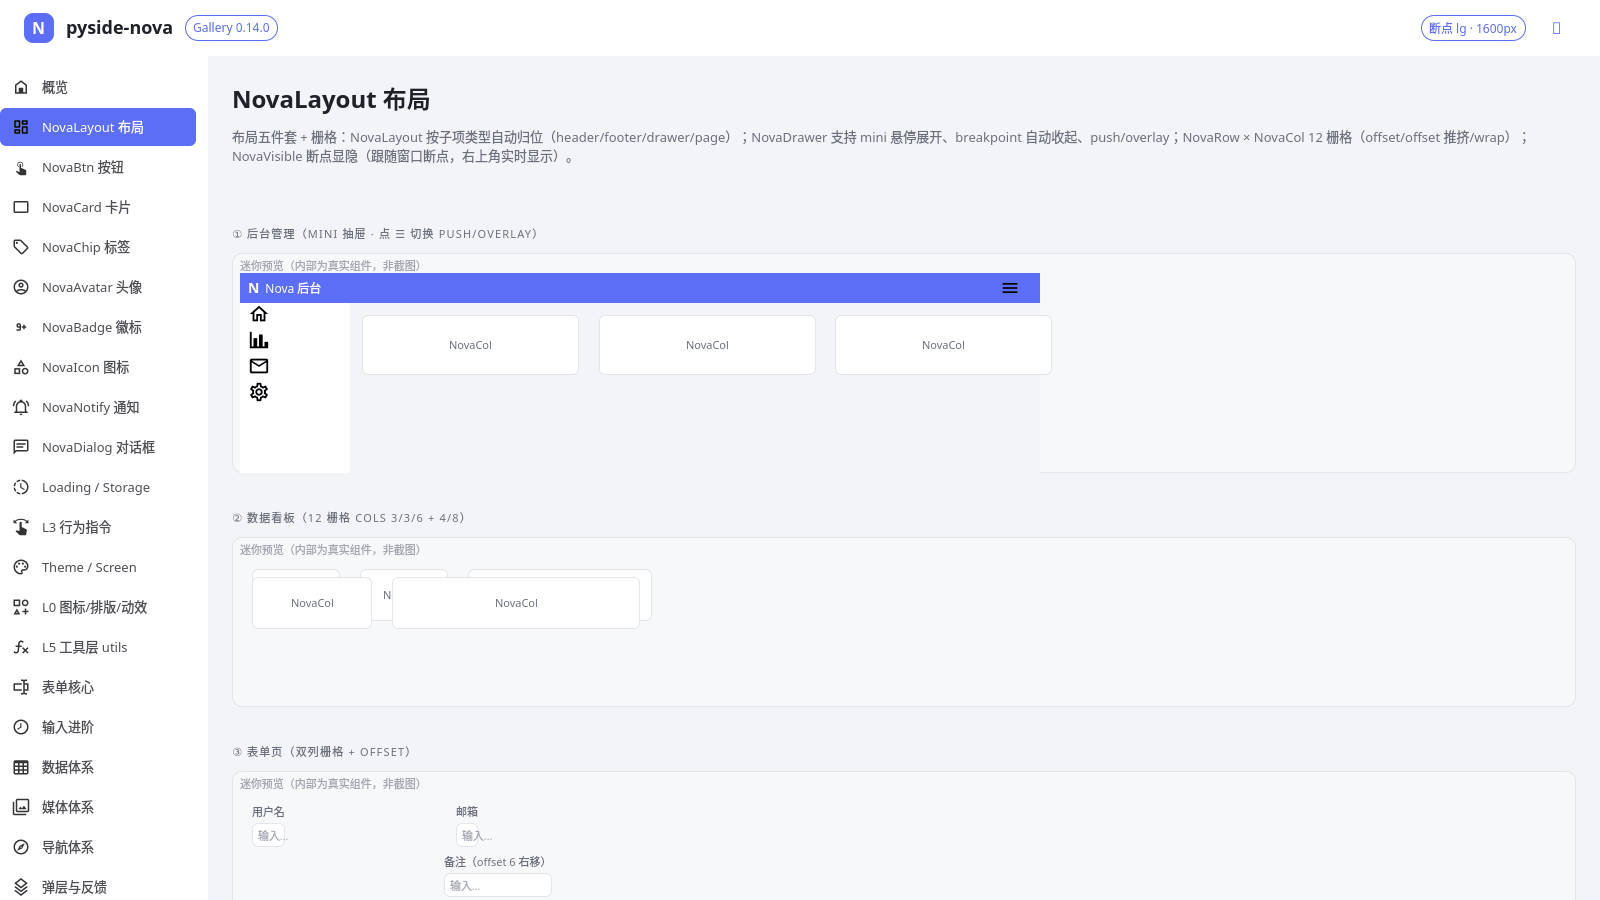 N pyside-nova Gallery 0.14.0 断点 lg · 1600px
概览
NovaLayout 布局
NovaBtn 按钮
NovaCard 卡片
NovaChip 标签
NovaAvatar 头像
9+ NovaBadge 徽标
NovaIcon 图标
NovaNotify 通知
NovaDialog 对话框
Loading / Storage
L3 行为指令
Theme / Screen
L0 图标/排版/动效
L5 工具层 utils
表单核心
输入进阶
数据体系
媒体体系
导航体系
弹层与反馈
NovaLayout 布局
布局五件套 + 栅格：NovaLayout 按子项类型自动归位（header/footer/drawer/page）；NovaDrawer 支持 mini 悬停展开、breakpoint 自动收起、push/overlay；NovaRow × NovaCol 12 栅格（offset/offset 推挤/wrap）；
NovaVisible 断点显隐（跟随窗口断点，右上角实时显示）。
① 后台管理（MINI 抽屉 · 点 ☰ 切换 PUSH/OVERLAY）
迷你预览（内部为真实组件，非截图）
N Nova 后台
NovaCol NovaCol NovaCol
② 数据看板（12 栅格 COLS 3/3/6 + 4/8）
迷你预览（内部为真实组件，非截图）
NovaCol N NovaCol
③ 表单页（双列栅格 + OFFSET）
迷你预览（内部为真实组件，非截图）
用户名 邮箱
输入... 输入...
备注（offset 6 右移）
输入...